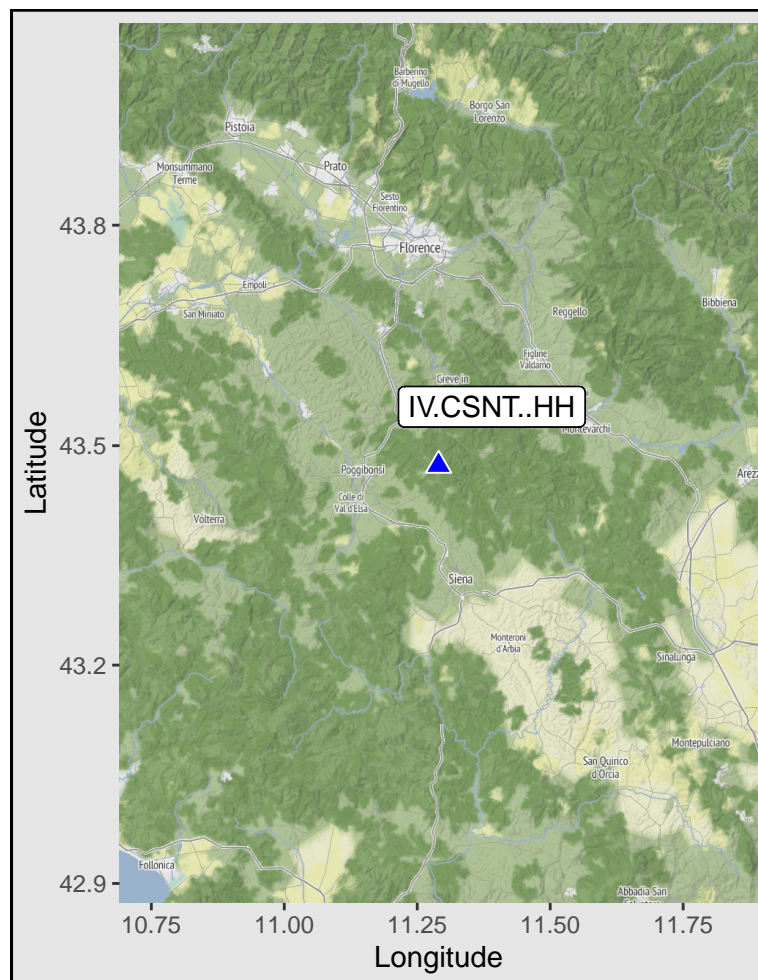 Barberino
di Mugello
Borgo San
Lorenzo
Pistoia
Prato
Monsummano
Terme
Sesto
Fiorentino
43.8
Florence
Empoli
Bibbiena
San Miniato
Reggello
Figline
Valdarno
Greve in
IV.CSNT..HH
Montevarchi
43.5
Poggibonsi
Colle di
Val d'Elsa
Volterra
Latitude
Siena
Monteroni
d'Arbia
43.2
Sinalunga
Montepulciano
San Quirico
d'Orcia
Follonica
42.9
Abbadia San
10.75 11.00 11.25 11.50 11.75
Longitude